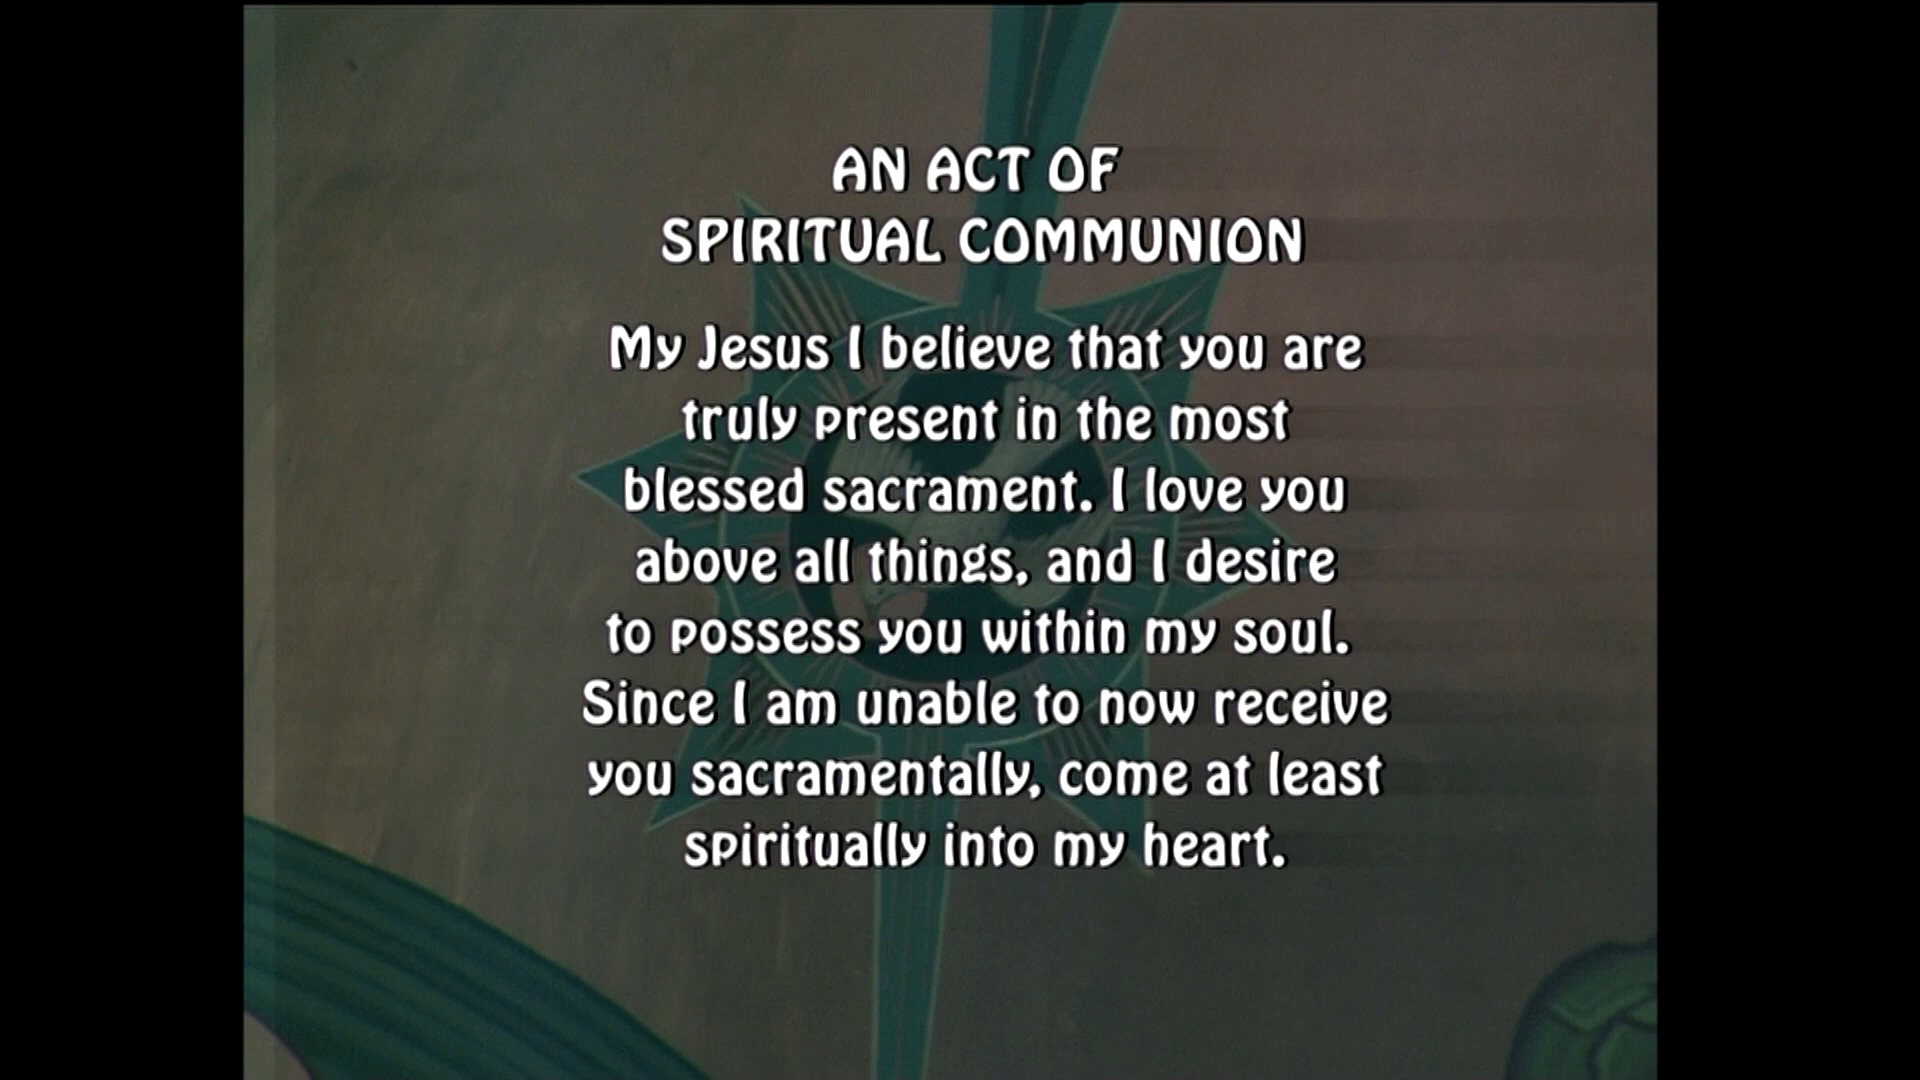 AN ACT OF
SPIRITUAL COMMUNION
My Jesus I believe that you are
truly present in the most
blessed sacrament. I love you
above all things, and I desire
to possess you within my soul.
Since I am unable to now receive
you sacramentally, come at least
spiritually into my heart.